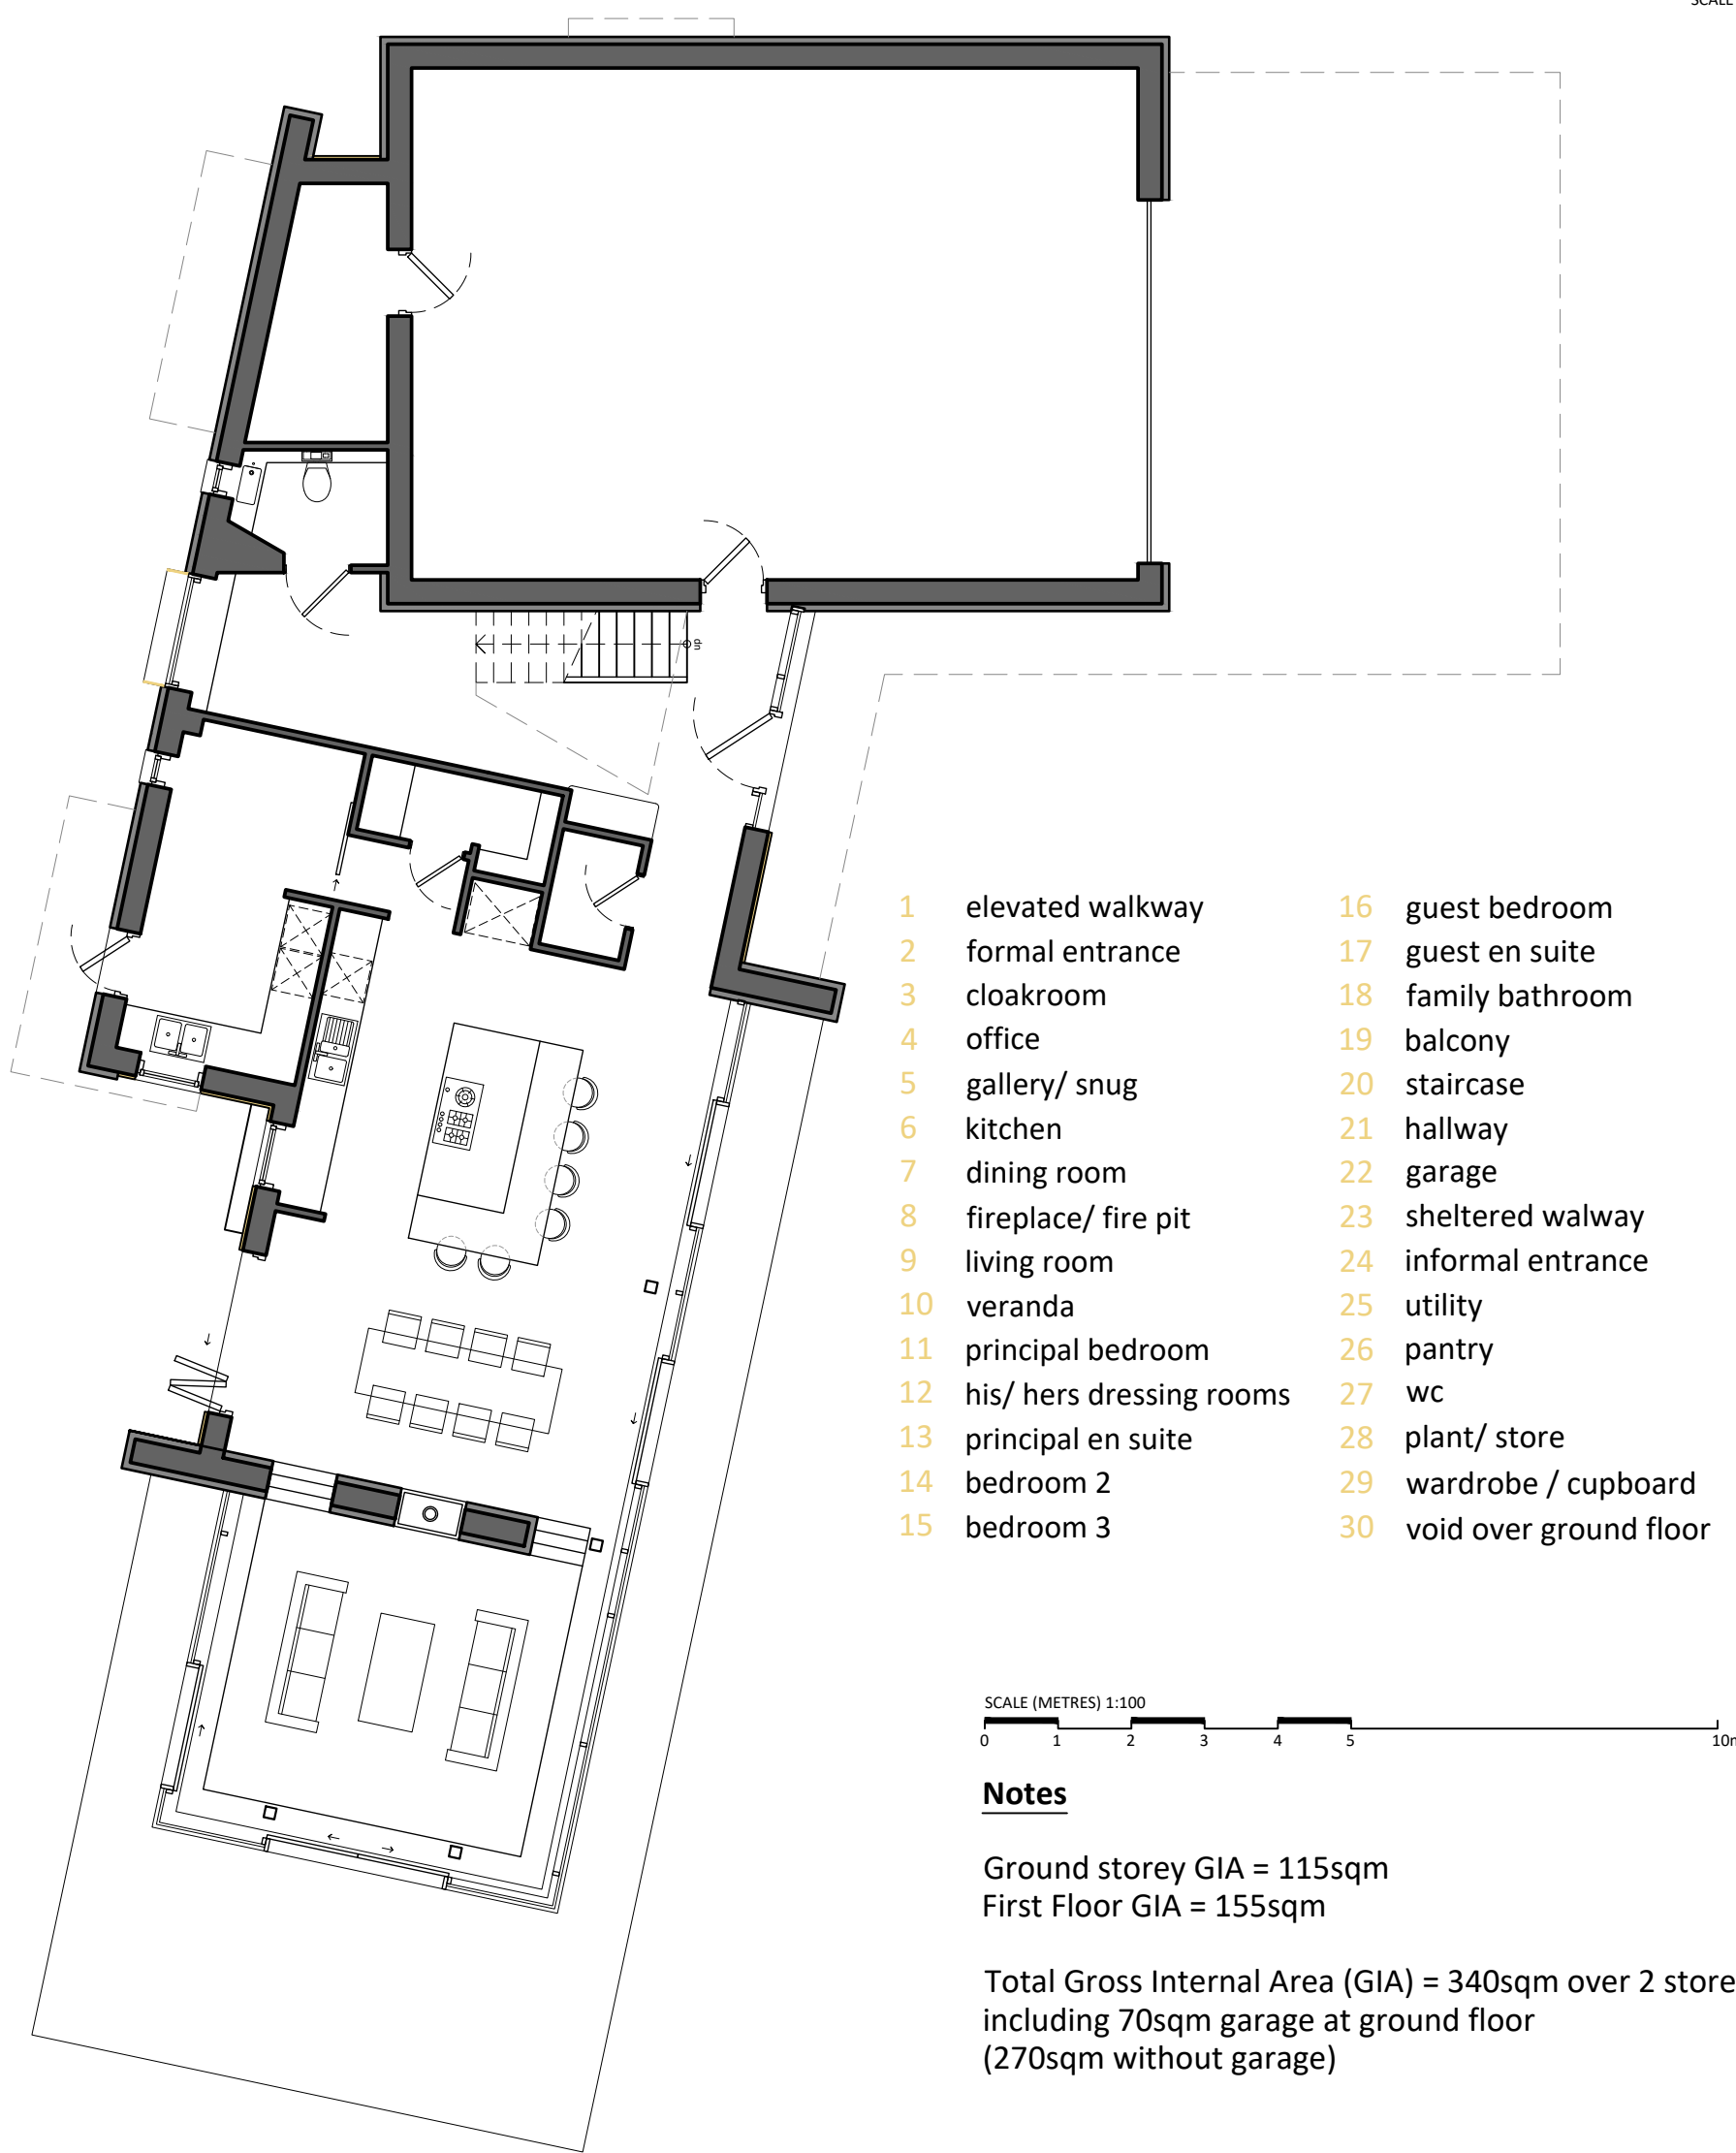 SCALE
dn
1 elevated walkway
2 formal entrance
3 cloakroom
4 office
5 gallery/ snug
6 kitchen
7 dining room
8 fireplace/ fire pit
9 living room
10 veranda
11 principal bedroom
12 his/ hers dressing rooms
13 principal en suite
14 bedroom 2
15 bedroom 3
16 guest bedroom
17 guest en suite
18 family bathroom
19 balcony
20 staircase
21 hallway
22 garage
23 sheltered walway
24 informal entrance
25 utility
26 pantry
27 wc
28 plant/ store
29 wardrobe / cupboard
30 void over ground floor
SCALE (METRES) 1:100
0 1 2 3 4 5 10m
Notes
Ground storey GIA = 115sqm
First Floor GIA = 155sqm
Total Gross Internal Area (GIA) = 340sqm over 2 store
including 70sqm garage at ground floor
(270sqm without garage)